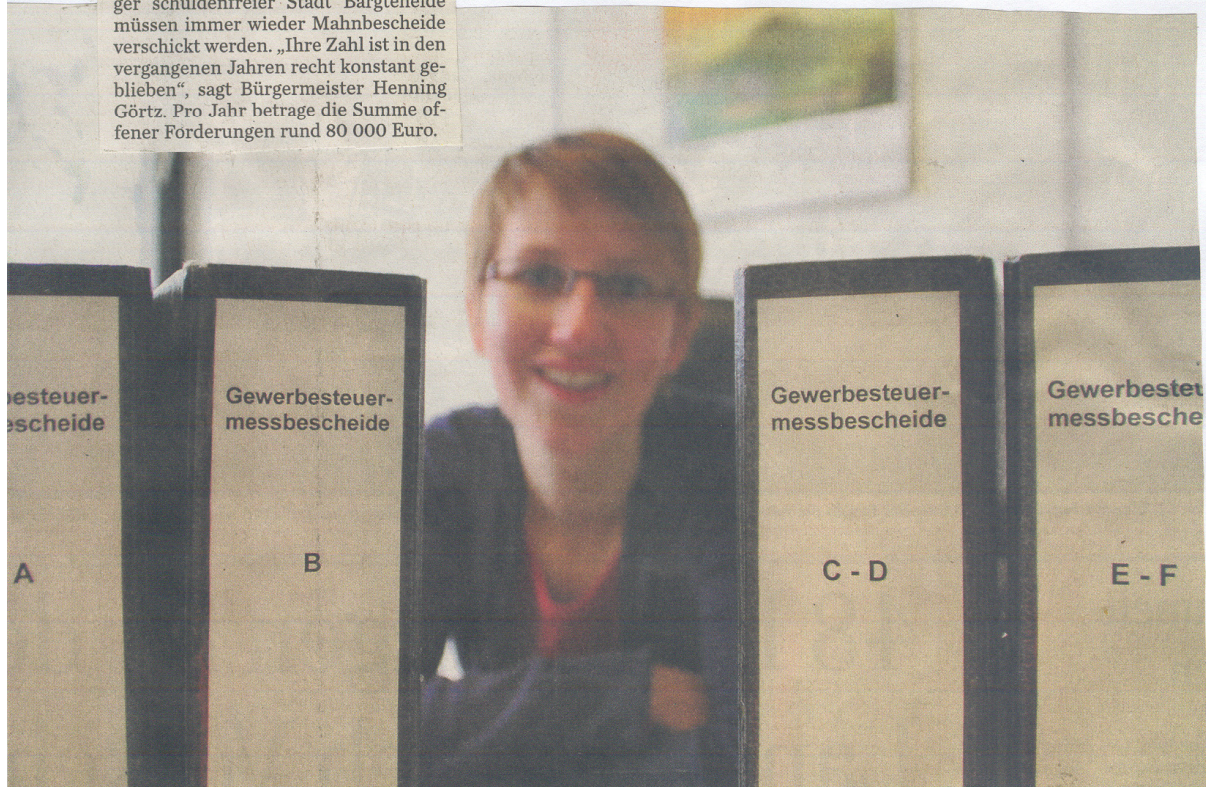 ger schuldenfreier Stadt Bargteheide
müssen immer wieder Mahnbescheide
verschickt werden. „Ihre Zahl ist in den
vergangenen Jahren recht konstant ge-
blieben“, sagt Bürgermeister Henning
Görtz. Pro Jahr betrage die Summe of-
fener Forderungen rund 80 000 Euro.
besteuer-
escheide
A
Gewerbesteuer-
messbescheide
B
Gewerbesteuer-
messbescheide
C - D
Gewerbesteu
messbesche
E - F